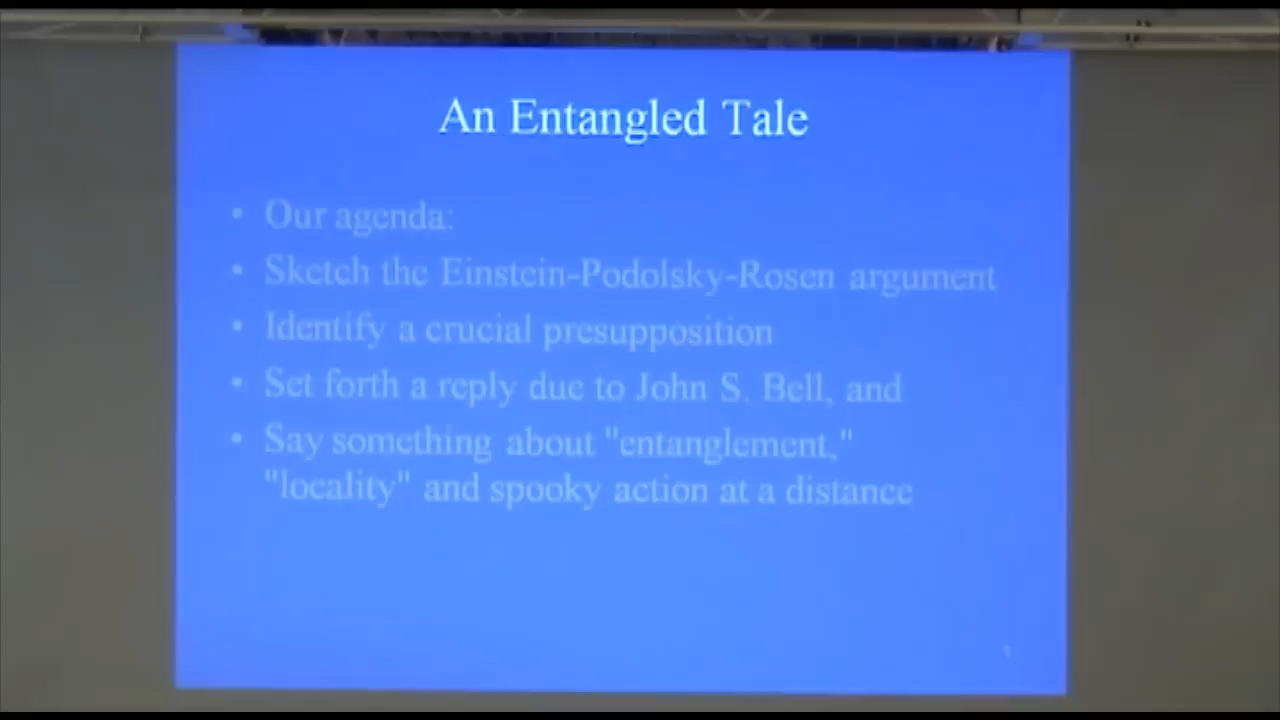 An Entangled Tale
• Our agenda:
• Sketch the Einstein-Podolsky-Rosen argument
• Identify a crucial presupposition
• Set forth a reply due to John S. Bell, and
• Say something about "entanglement,"
"locality" and spooky action at a distance
1